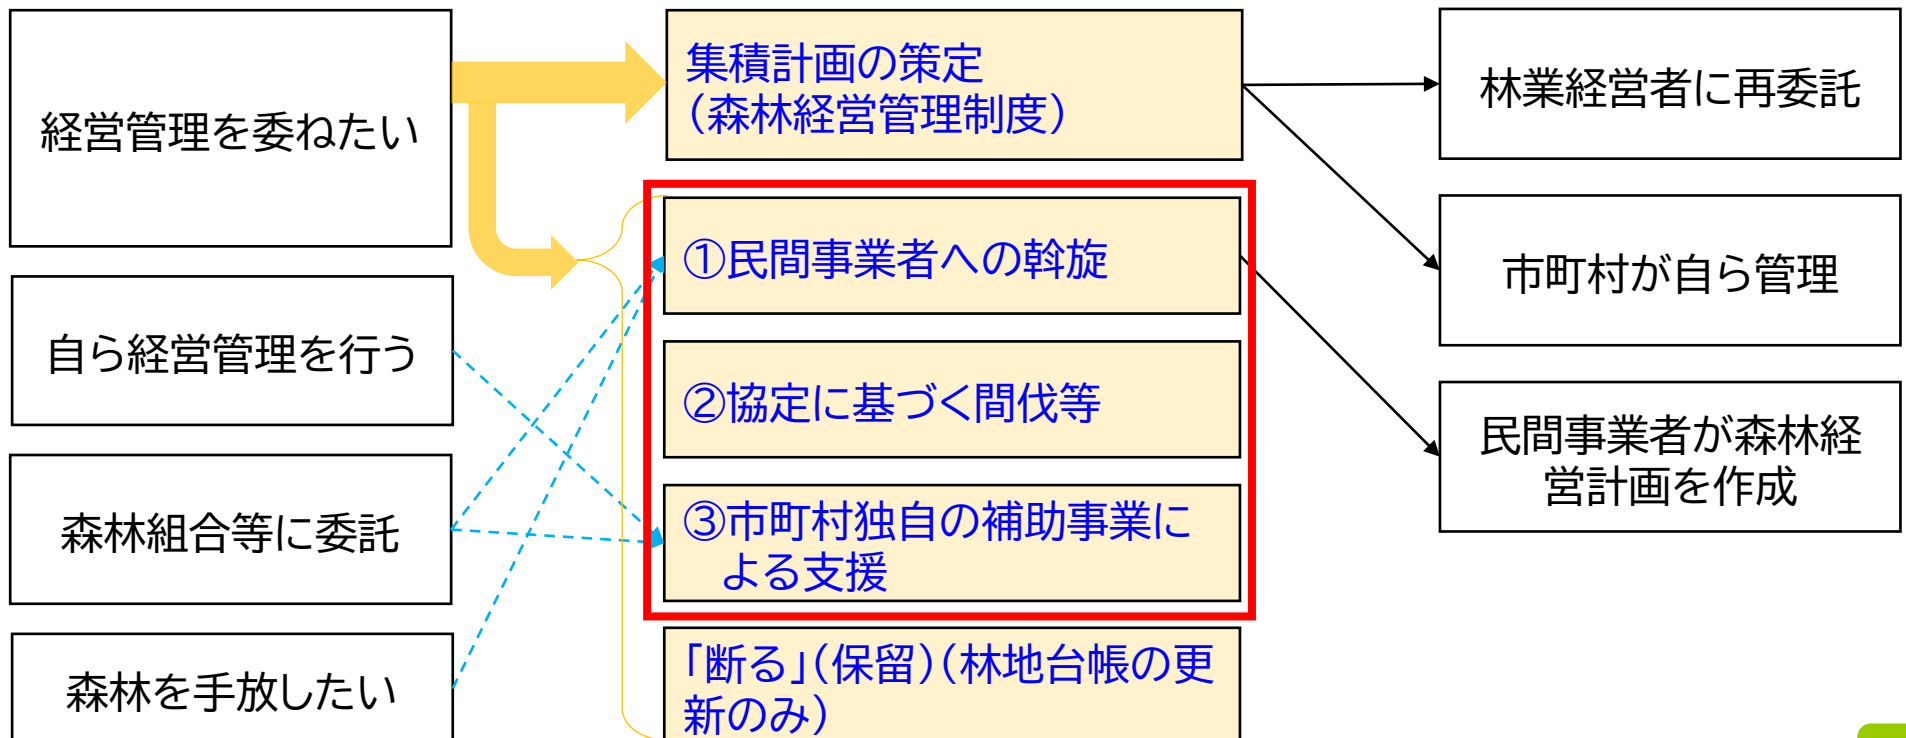 経営管理を委ねたい
自ら経営管理を行う
森林組合等に委託
森林を手放したい
集積計画の策定
（森林経営管理制度）
①民間事業者への斡旋
②協定に基づく間伐等
③市町村独自の補助事業に
よる支援
「断る」（保留）（林地台帳の更
新のみ）
林業経営者に再委託
市町村が自ら管理
民間事業者が森林経
営計画を作成